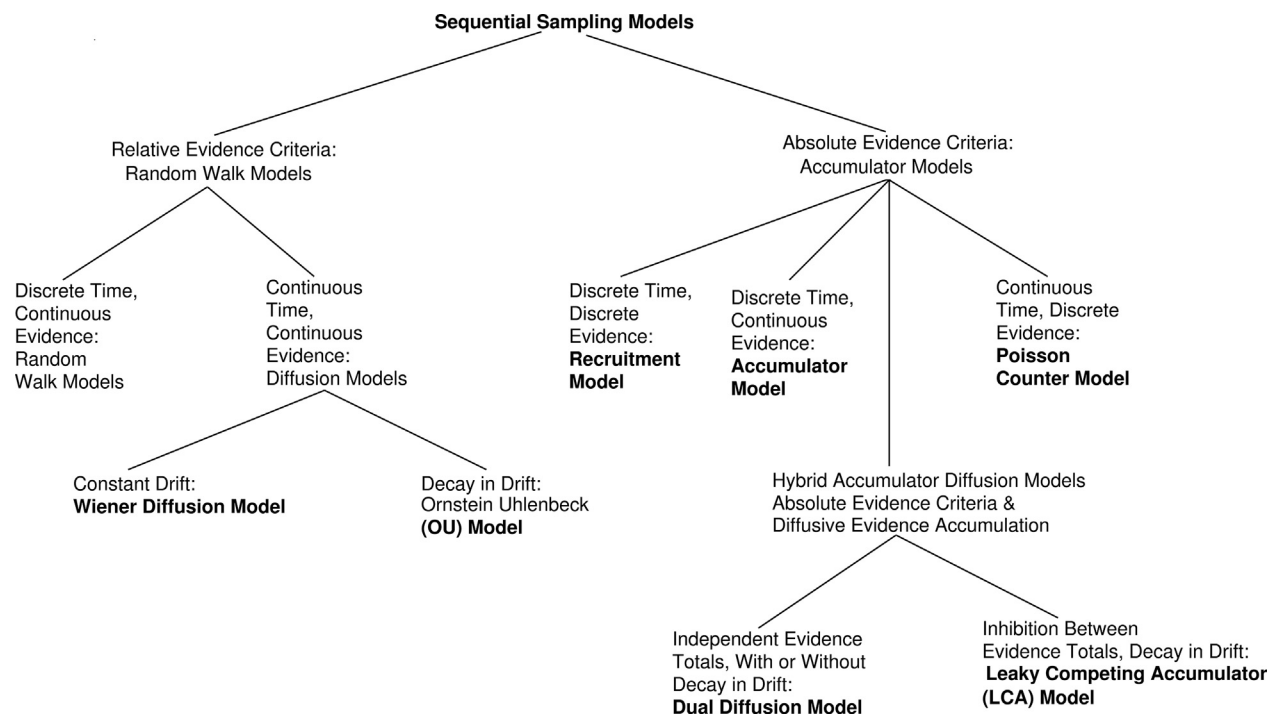 Sequential Sampling Models
Relative Evidence Criteria:
Random Walk Models
Absolute Evidence Criteria:
Accumulator Models
Discrete Time,
Continuous
Evidence:
Random
Walk Models
Continuous
Time,
Continuous
Evidence:
Diffusion Models
Discrete Time,
Discrete
Evidence:
Recruitment
Model
Discrete Time,
Continuous
Evidence:
Accumulator
Model
Continuous
Time, Discrete
Evidence:
Poisson
Counter Model
Constant Drift:
Wiener Diffusion Model
Decay in Drift:
Ornstein Uhlenbeck
(OU) Model
Hybrid Accumulator Diffusion Models
Absolute Evidence Criteria &
Diffusive Evidence Accumulation
Independent Evidence
Totals, With or Without
Decay in Drift:
Dual Diffusion Model
Inhibition Between
Evidence Totals, Decay in Drift:
Leaky Competing Accumulator
(LCA) Model